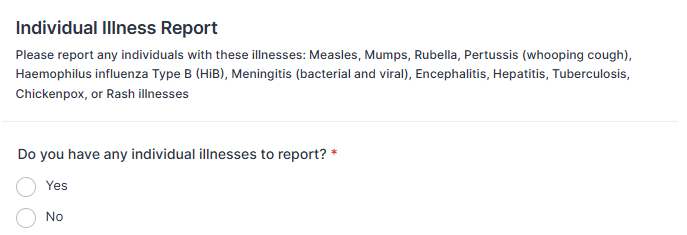 Individual Illness Report
Please report any individuals with these illnesses: Measles, Mumps, Rubella, Pertussis (whooping cough),
Haemophilus influenza Type B (HiB), Meningitis (bacterial and viral), Encephalitis, Hepatitis, Tuberculosis,
Chickenpox, or Rash illnesses
Do you have any individual illnesses to report? *
Yes
No